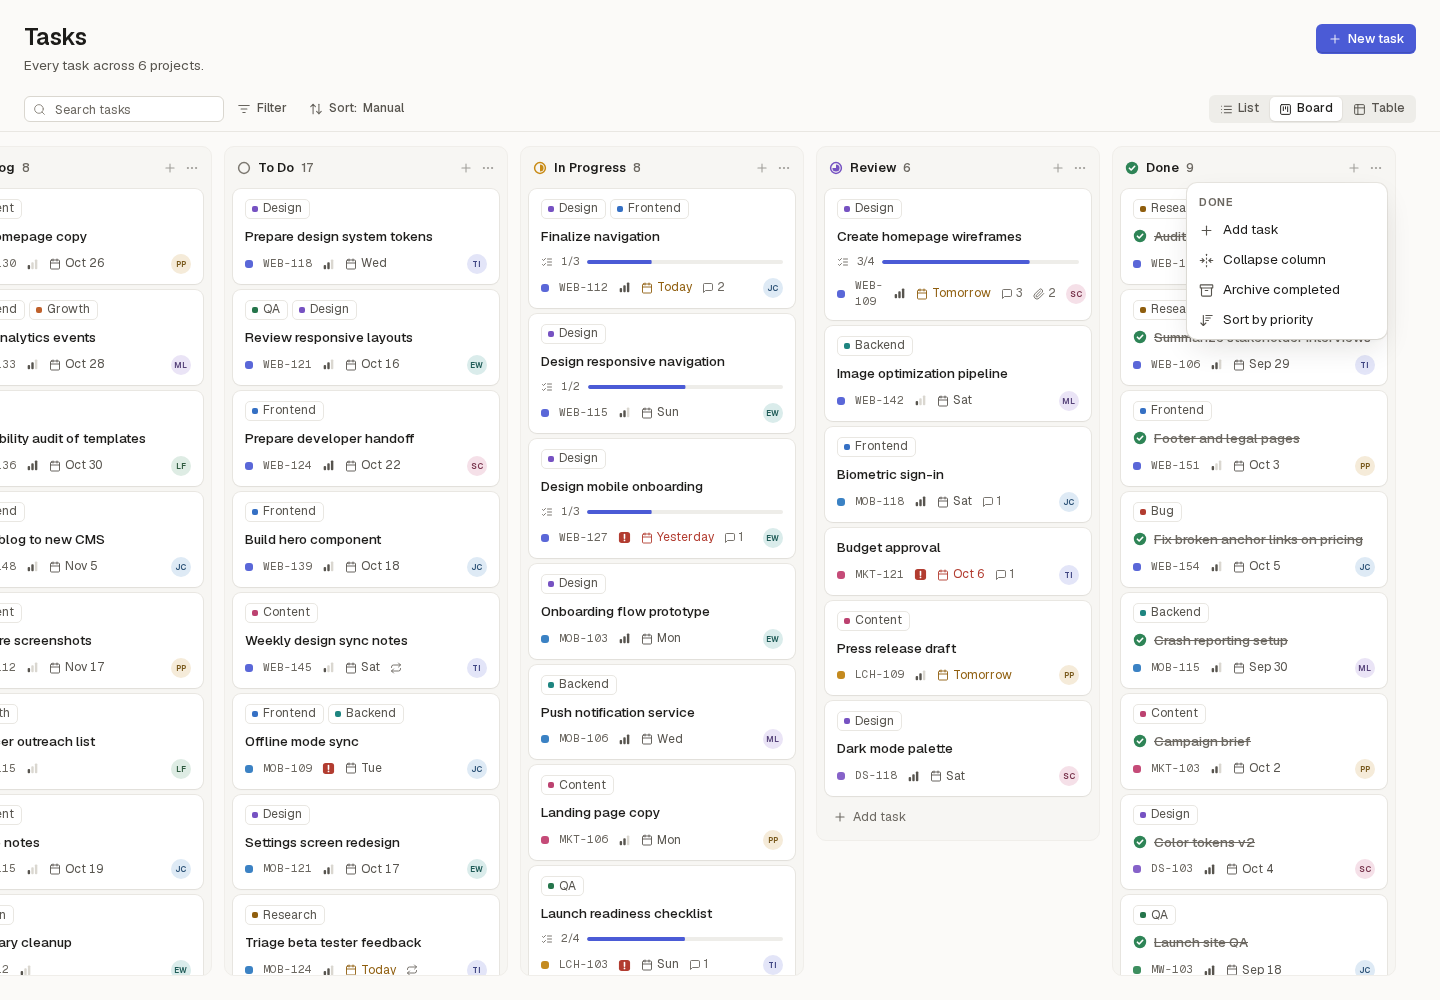 Tasks
Every task across 6 projects.
New task
Search tasks
Filter
Sort: Manual
List
Board
Table
og 8
ent
omepage copy
130 Oct 26 PP
end Growth
nalytics events
133 Oct 28 ML
bility audit of templates
136 Oct 30 LF
end
blog to new CMS
148 Nov 5 JC
ent
re screenshots
112 Nov 17 PP
th
er outreach list
115 LF
ent
notes
115 Oct 19 JC
n
ary cleanup
2 EW
To Do 17
Design
Prepare design system tokens
WEB-118 Wed TI
QA Design
Review responsive layouts
WEB-121 Oct 16 EW
Frontend
Prepare developer handoff
WEB-124 Oct 22 SC
Frontend
Build hero component
WEB-139 Oct 18 JC
Content
Weekly design sync notes
WEB-145 Sat TI
Frontend Backend
Offline mode sync
MOB-109 Tue JC
Design
Settings screen redesign
MOB-121 Oct 17 EW
Research
Triage beta tester feedback
MOB-124 Today TI
In Progress 8
Design Frontend
Finalize navigation
1/3
WEB-112 Today 2 JC
Design
Design responsive navigation
1/2
WEB-115 Sun EW
Design
Design mobile onboarding
1/3
WEB-127 Yesterday 1 EW
Design
Onboarding flow prototype
MOB-103 Mon EW
Backend
Push notification service
MOB-106 Wed ML
Content
Landing page copy
MKT-106 Mon PP
QA
Launch readiness checklist
2/4
LCH-103 Sun 1 TI
Review 6
Design
Create homepage wireframes
3/4
WEB-
109 Tomorrow 3 2 SC
Backend
Image optimization pipeline
WEB-142 Sat ML
Frontend
Biometric sign-in
MOB-118 Sat 1 JC
Budget approval
MKT-121 Oct 6 1 TI
Content
Press release draft
LCH-109 Tomorrow PP
Design
Dark mode palette
DS-118 Sat SC
Add task
Done 9
Resea
Audit
WEB-1
Resea
Summarize stakeholder interviews
WEB-106 Sep 29 TI
DONE
Add task
Collapse column
Archive completed
Sort by priority
Frontend
Footer and legal pages
WEB-151 Oct 3 PP
Bug
Fix broken anchor links on pricing
WEB-154 Oct 5 JC
Backend
Crash reporting setup
MOB-115 Sep 30 ML
Content
Campaign brief
MKT-103 Oct 2 PP
Design
Color tokens v2
DS-103 Oct 4 SC
QA
Launch site QA
MW-103 Sep 18 JC